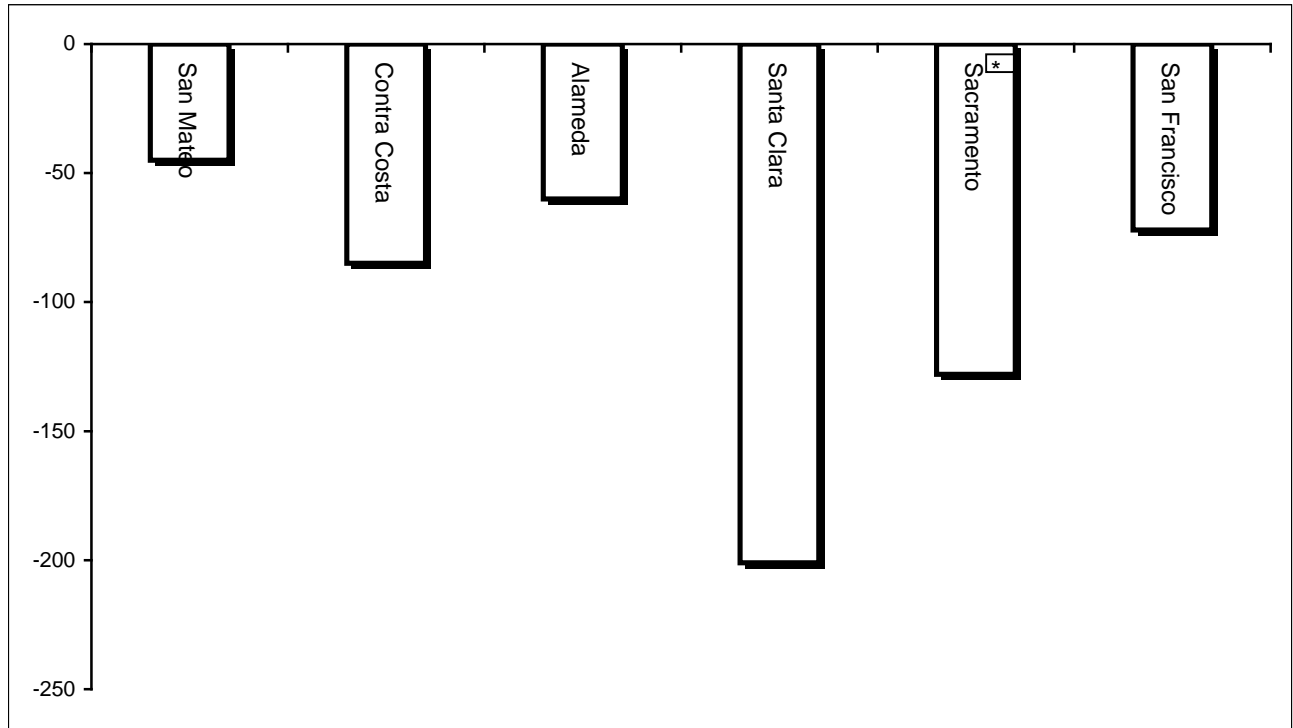 0
-50
-100
-150
-200
-250
San Mateo
Contra Costa
Alameda
Santa Clara
Sacramento
*
San Francisco